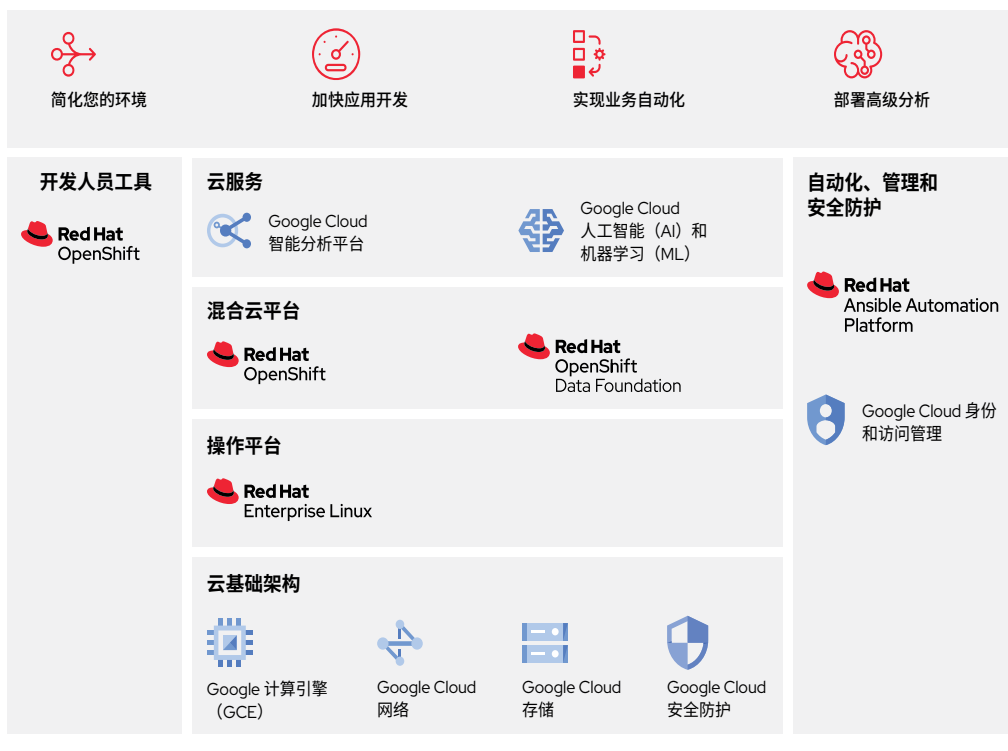 简化您的环境
加快应用开发
实现业务自动化
部署高级分析
开发人员工具
Red Hat
OpenShift
云服务
Google Cloud
智能分析平台
Google Cloud
人工智能（AI）和
机器学习（ML）
混合云平台
Red Hat
OpenShift
Red Hat
OpenShift
Data Foundation
操作平台
Red Hat
Enterprise Linux
云基础架构
Google 计算引擎
（GCE）
Google Cloud
网络
Google Cloud
存储
Google Cloud
安全防护
自动化、管理和
安全防护
Red Hat
Ansible Automation
Platform
Google Cloud 身份
和访问管理